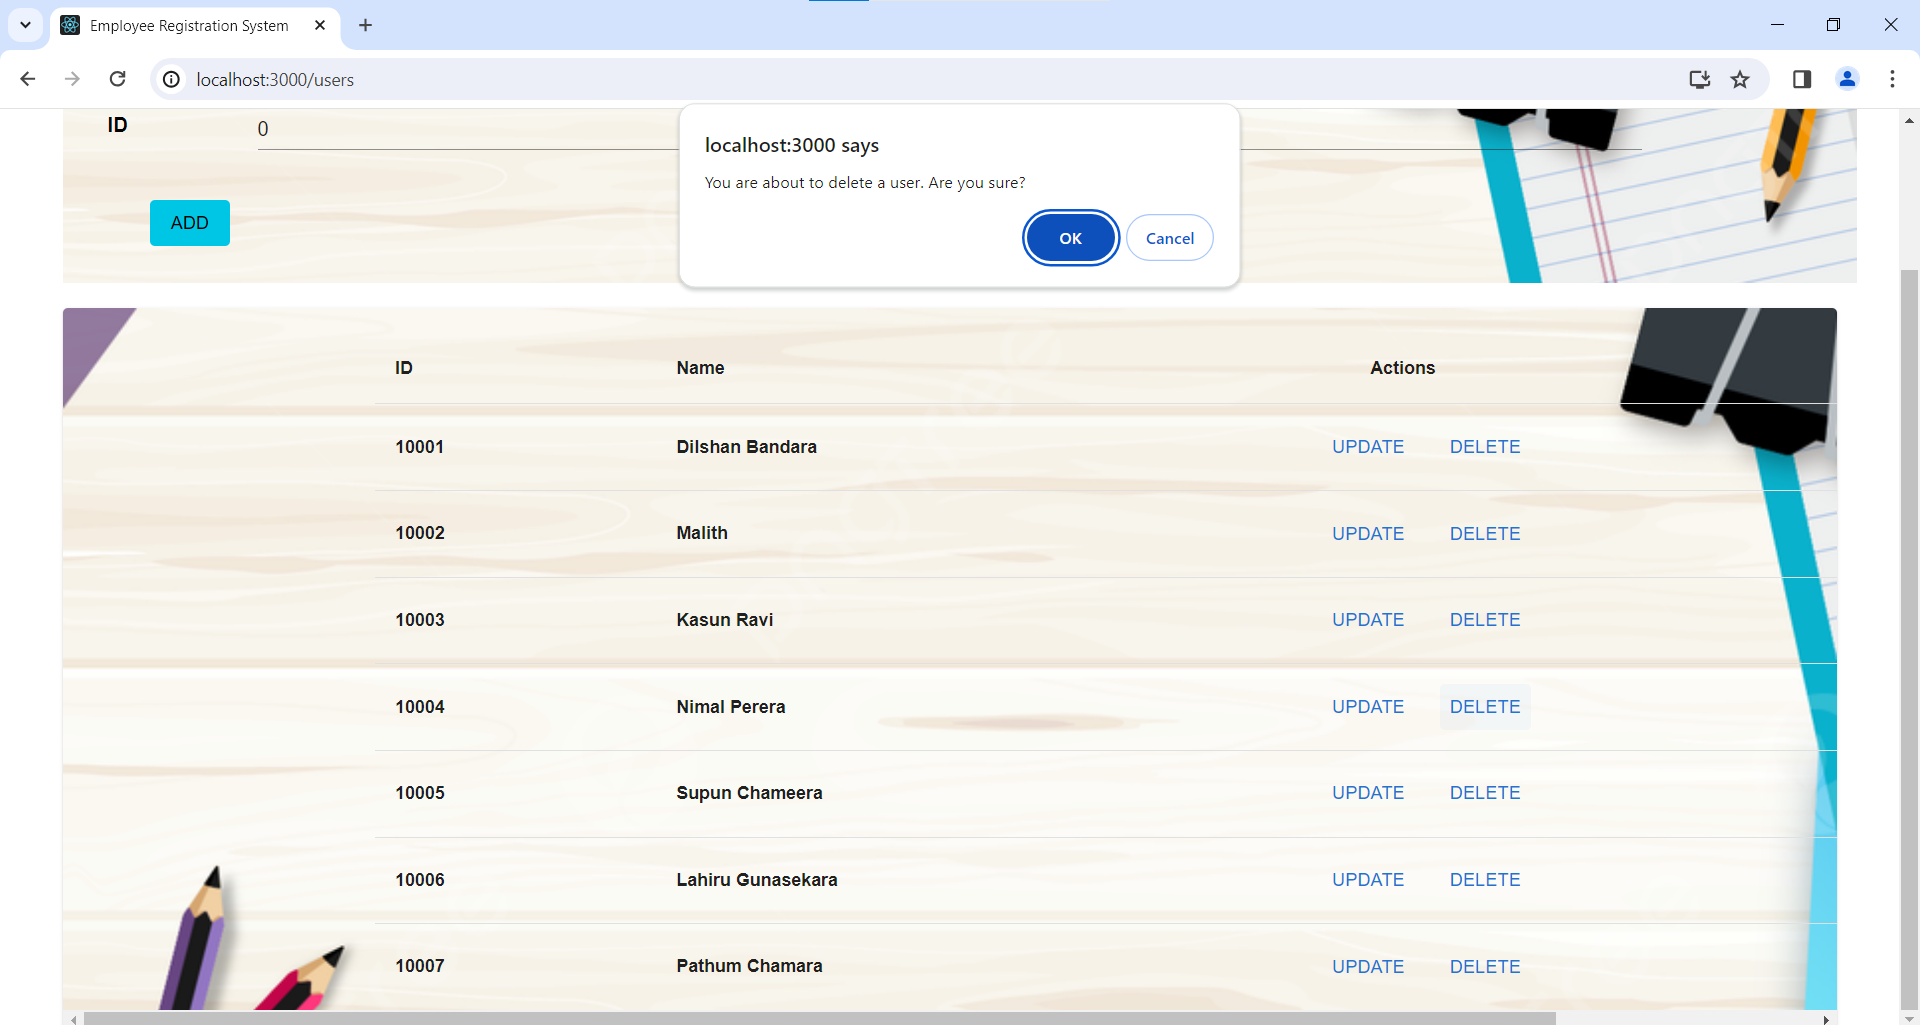 Employee Registration System
localhost:3000/users
localhost:3000 says
You are about to delete a user. Are you sure?
OK Cancel
ID 0
ADD
ID Name Actions
10001 Dilshan Bandara UPDATE DELETE
10002 Malith UPDATE DELETE
10003 Kasun Ravi UPDATE DELETE
10004 Nimal Perera UPDATE DELETE
10005 Supun Chameera UPDATE DELETE
10006 Lahiru Gunasekara UPDATE DELETE
10007 Pathum Chamara UPDATE DELETE